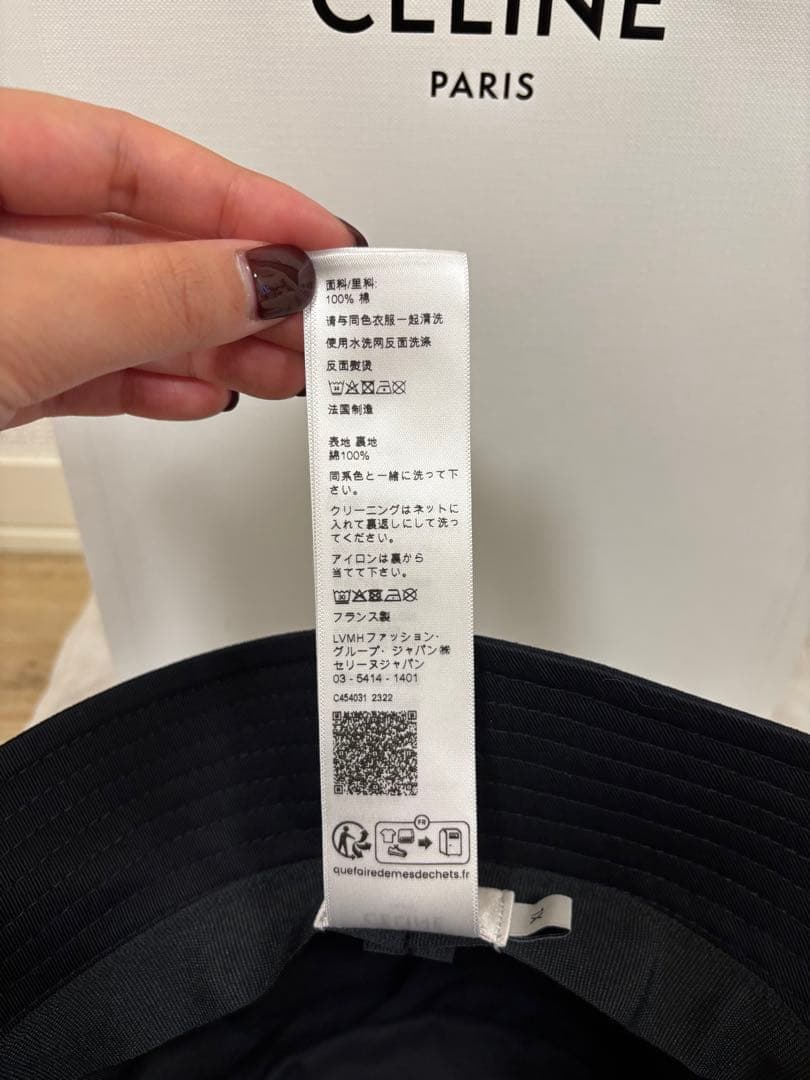 CELINE
PARIS
面料/里料:
100% 棉
请与同色衣服一起清洗
使用水洗网反面洗涤
反面熨烫
法国制造
表地 裏地
綿100%
同系色と一緒に洗って下
さい。
クリーニングはネットに
入れて裏返しにして洗っ
てください。
アイロンは裏から
当てて下さい。
フランス製
LVMHファッション・
グループ・ジャパン㈱
セリーヌジャパン
03 - 5414 - 1401
C454031 2322
FR
quefairedemesdechets.fr
CELINE